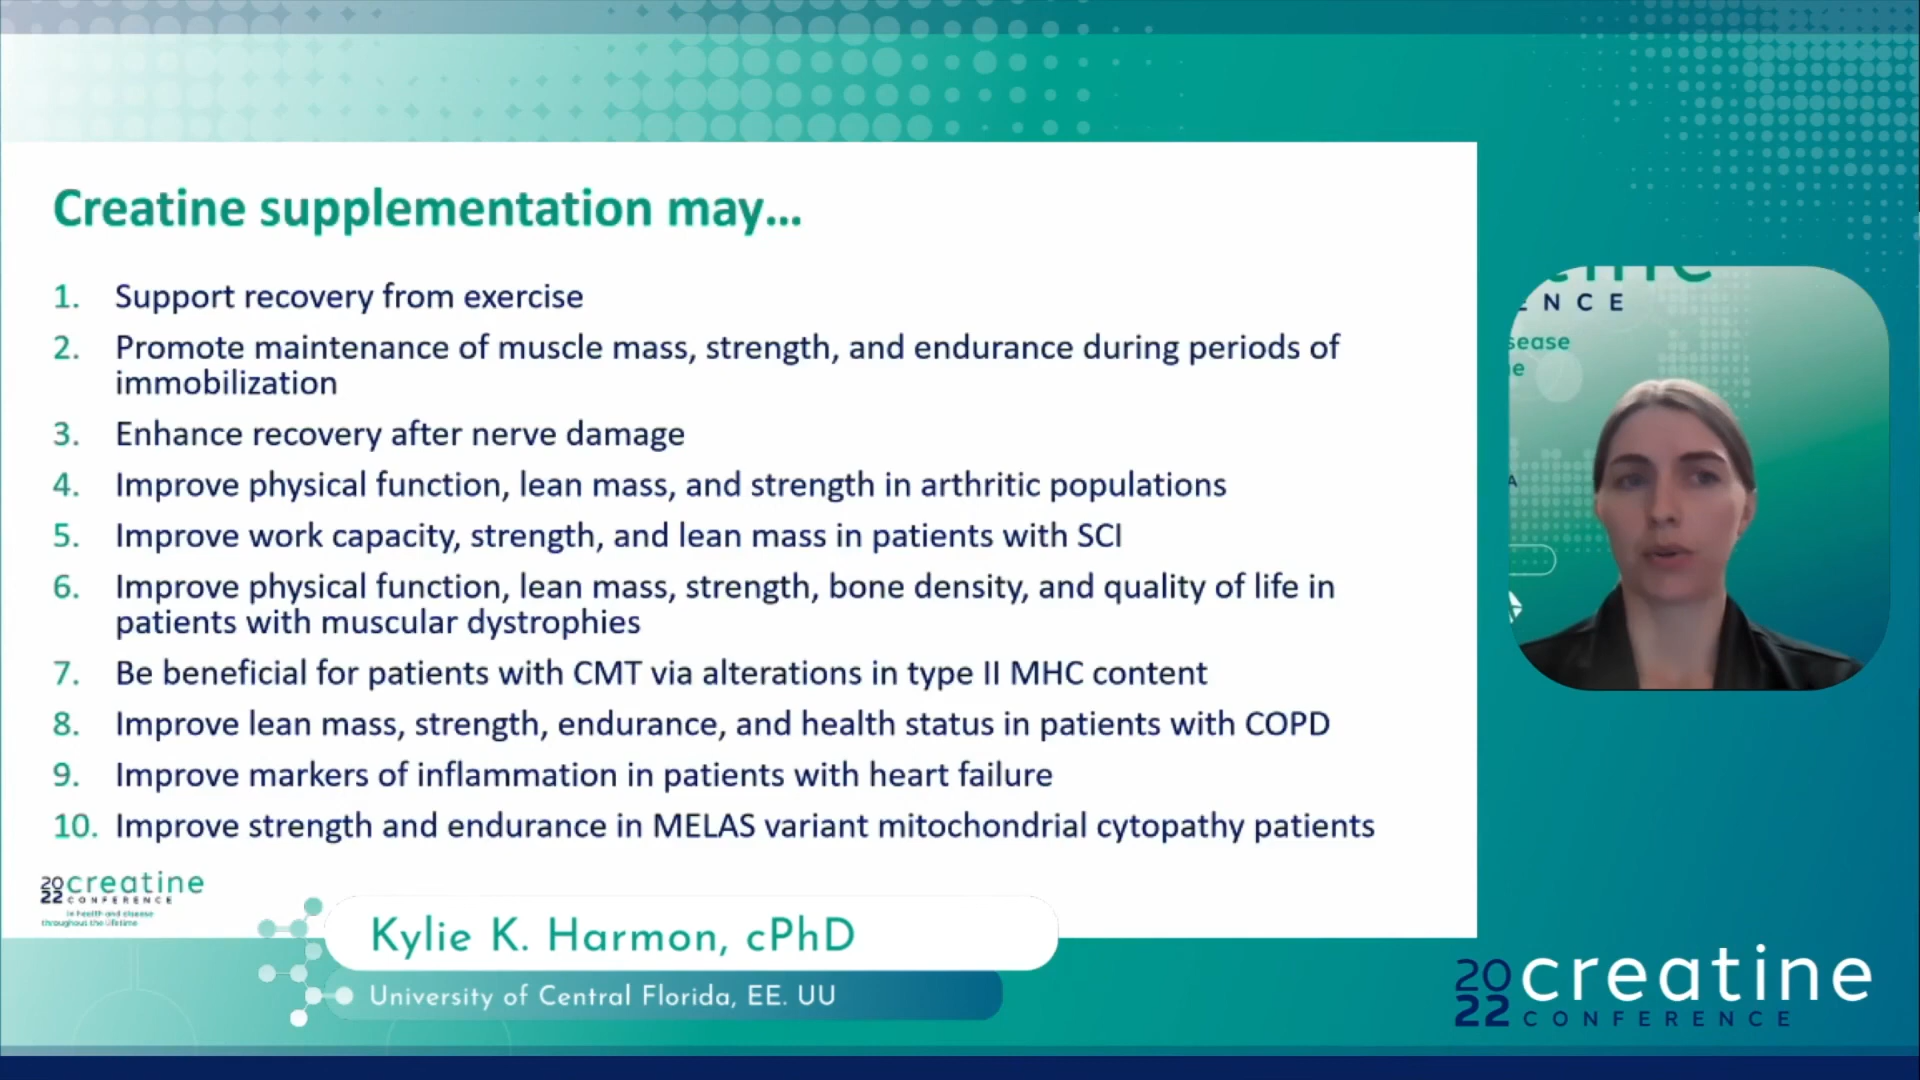 Creatine supplementation may...
1. Support recovery from exercise
2. Promote maintenance of muscle mass, strength, and endurance during periods of
immobilization
3. Enhance recovery after nerve damage
4. Improve physical function, lean mass, and strength in arthritic populations
5. Improve work capacity, strength, and lean mass in patients with SCI
6. Improve physical function, lean mass, strength, bone density, and quality of life in
patients with muscular dystrophies
7. Be beneficial for patients with CMT via alterations in type II MHC content
8. Improve lean mass, strength, endurance, and health status in patients with COPD
9. Improve markers of inflammation in patients with heart failure
10. Improve strength and endurance in MELAS variant mitochondrial cytopathy patients
2022 creatine
CONFERENCE
in health and disease
throughout the lifetime
Kylie K. Harmon, cPhD
University of Central Florida, EE. UU
ENCE
sease
2022 creatine
CONFERENCE